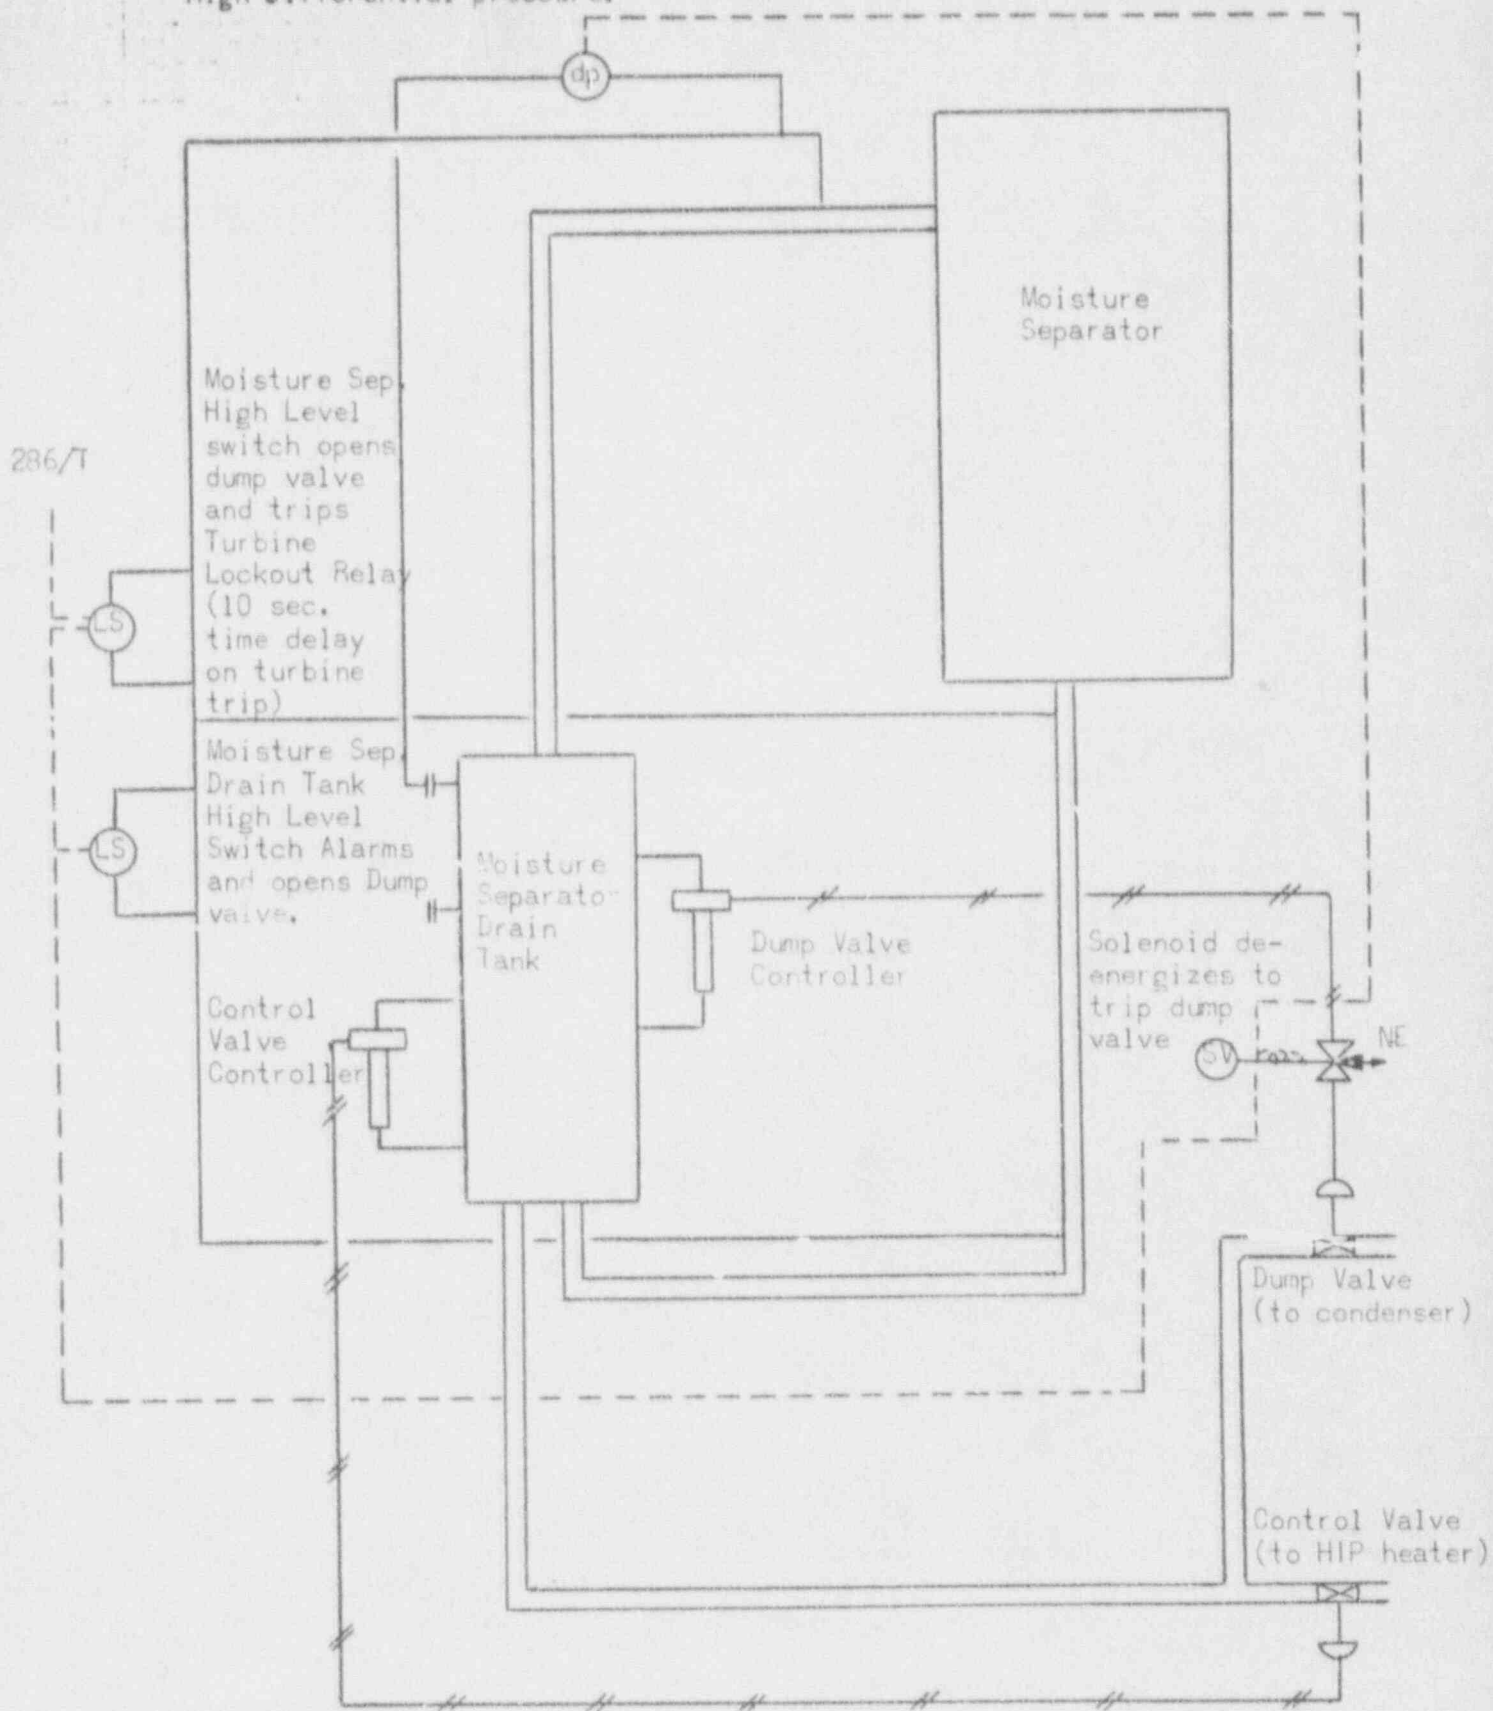 High differential pressure.
dp
Moisture
Separator
Moisture Sep.
High Level
switch opens
dump valve
and trips
Turbine
Lockout Relay
(10 sec.
time delay
on turbine
trip)
286/T
LS
Moisture Sep.
Drain Tank
High Level
Switch Alarms
and opens Dump
valve.
LS
Moisture
Separator
Drain
Tank
Dump Valve
Controller
Solenoid de-
energizes to
trip dump
valve
SV
NE
Control
Valve
Controller
Dump Valve
(to condenser)
Control Valve
(to HIP heater)